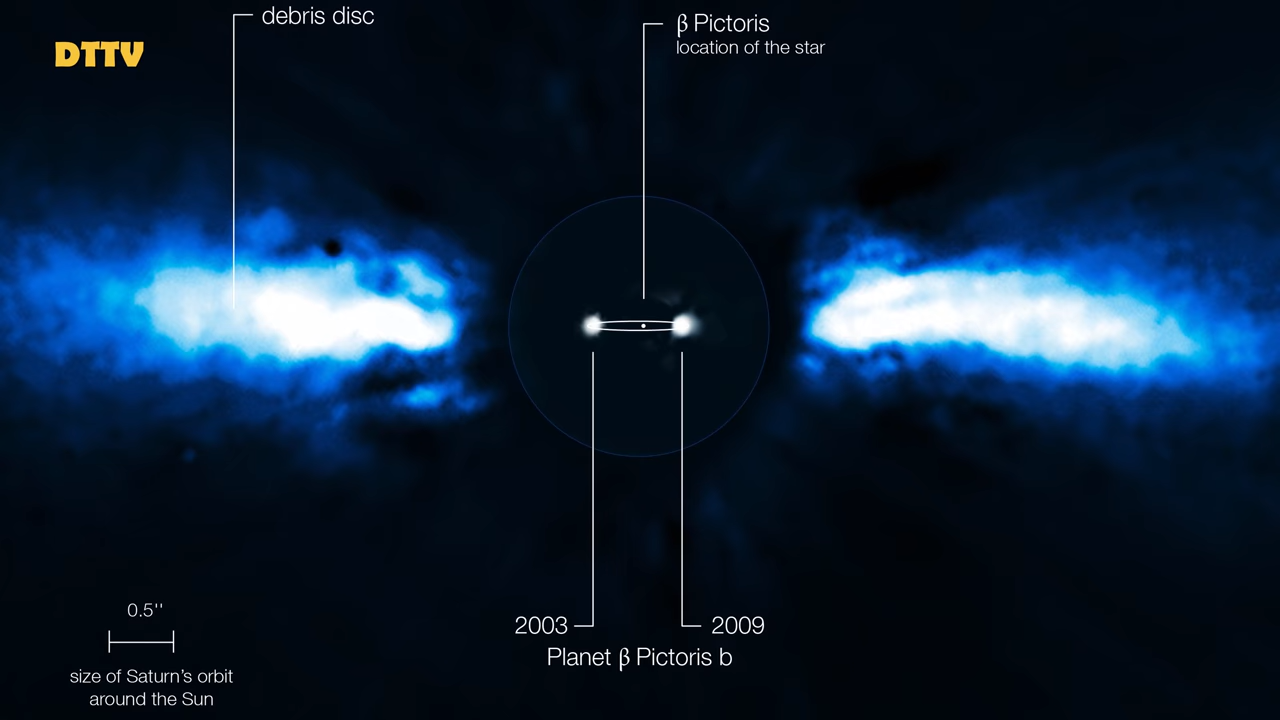 debris disc
β Pictoris
location of the star
DTTV
2003
2009
Planet β Pictoris b
0.5''
size of Saturn's orbit
around the Sun